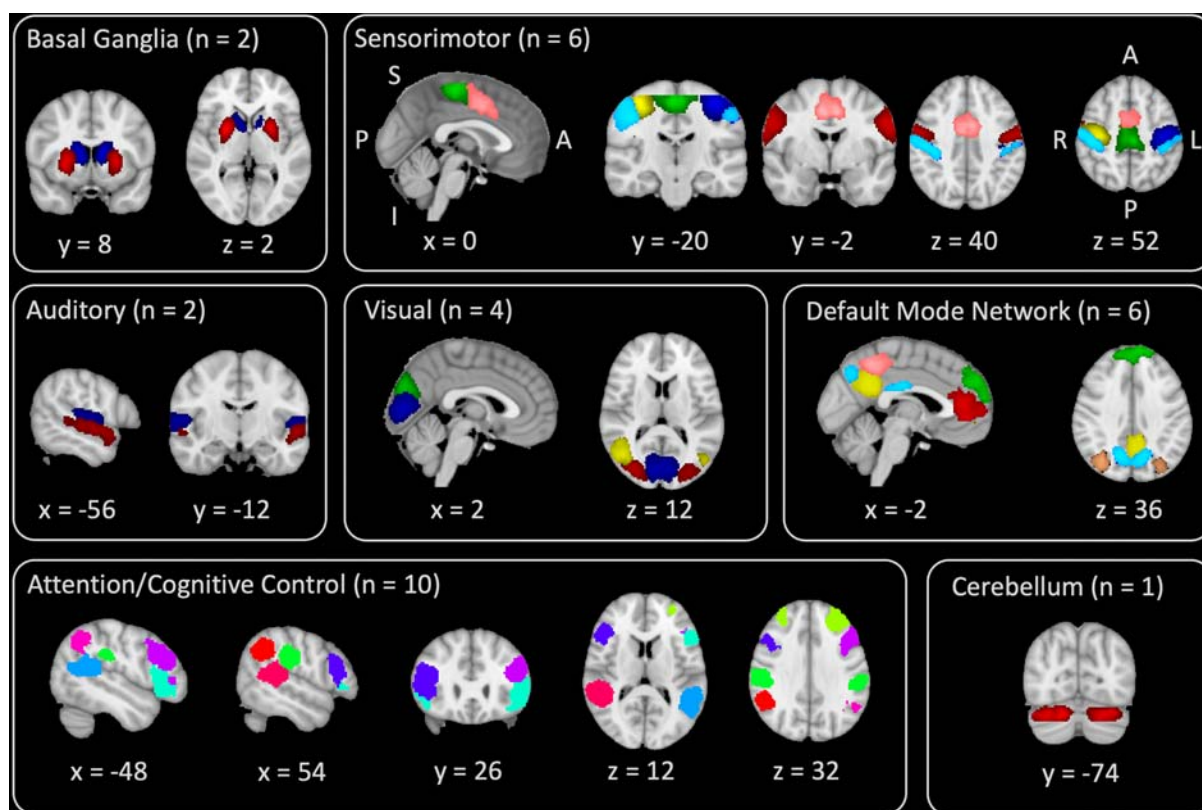 Basal Ganglia (n = 2)
y = 8
z = 2
Sensorimotor (n = 6)
S
P
A
I
x = 0
y = -20
y = -2
z = 40
A
R
L
P
z = 52
Auditory (n = 2)
x = -56
y = -12
Visual (n = 4)
x = 2
z = 12
Default Mode Network (n = 6)
x = -2
z = 36
Attention/Cognitive Control (n = 10)
x = -48
x = 54
y = 26
z = 12
z = 32
Cerebellum (n = 1)
y = -74